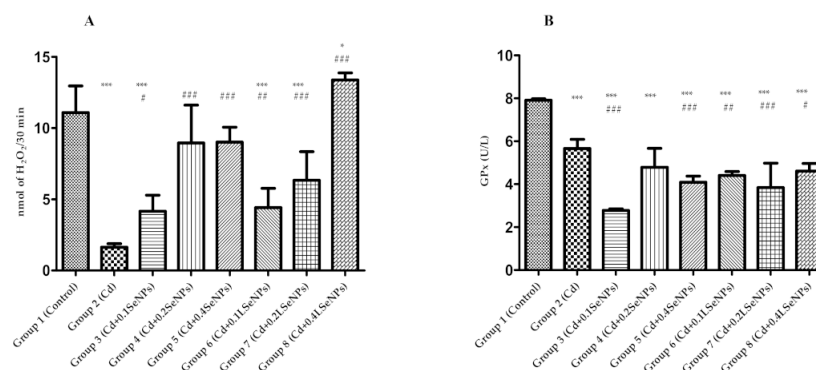 A
nmol of H₂O₂/30 min
15
10
5
0
*** *** # ### ### *** ## *** ### * ###
Group 1 (Control)
Group 2 (Cd)
Group 3 (Cd+0.1SeNPs)
Group 4 (Cd+0.2SeNPs)
Group 5 (Cd+0.4SeNPs)
Group 6 (Cd+0.1LSeNPs)
Group 7 (Cd+0.2LSeNPs)
Group 8 (Cd+0.4LSeNPs)
B
GPx (U/L)
10
8
6
4
2
0
*** *** ### *** *** ### *** ## *** ### *** #
Group 1 (Control)
Group 2 (Cd)
Group 3 (Cd+0.1SeNPs)
Group 4 (Cd+0.2SeNPs)
Group 5 (Cd+0.4SeNPs)
Group 6 (Cd+0.1LSeNPs)
Group 7 (Cd+0.2LSeNPs)
Group 8 (Cd+0.4LSeNPs)